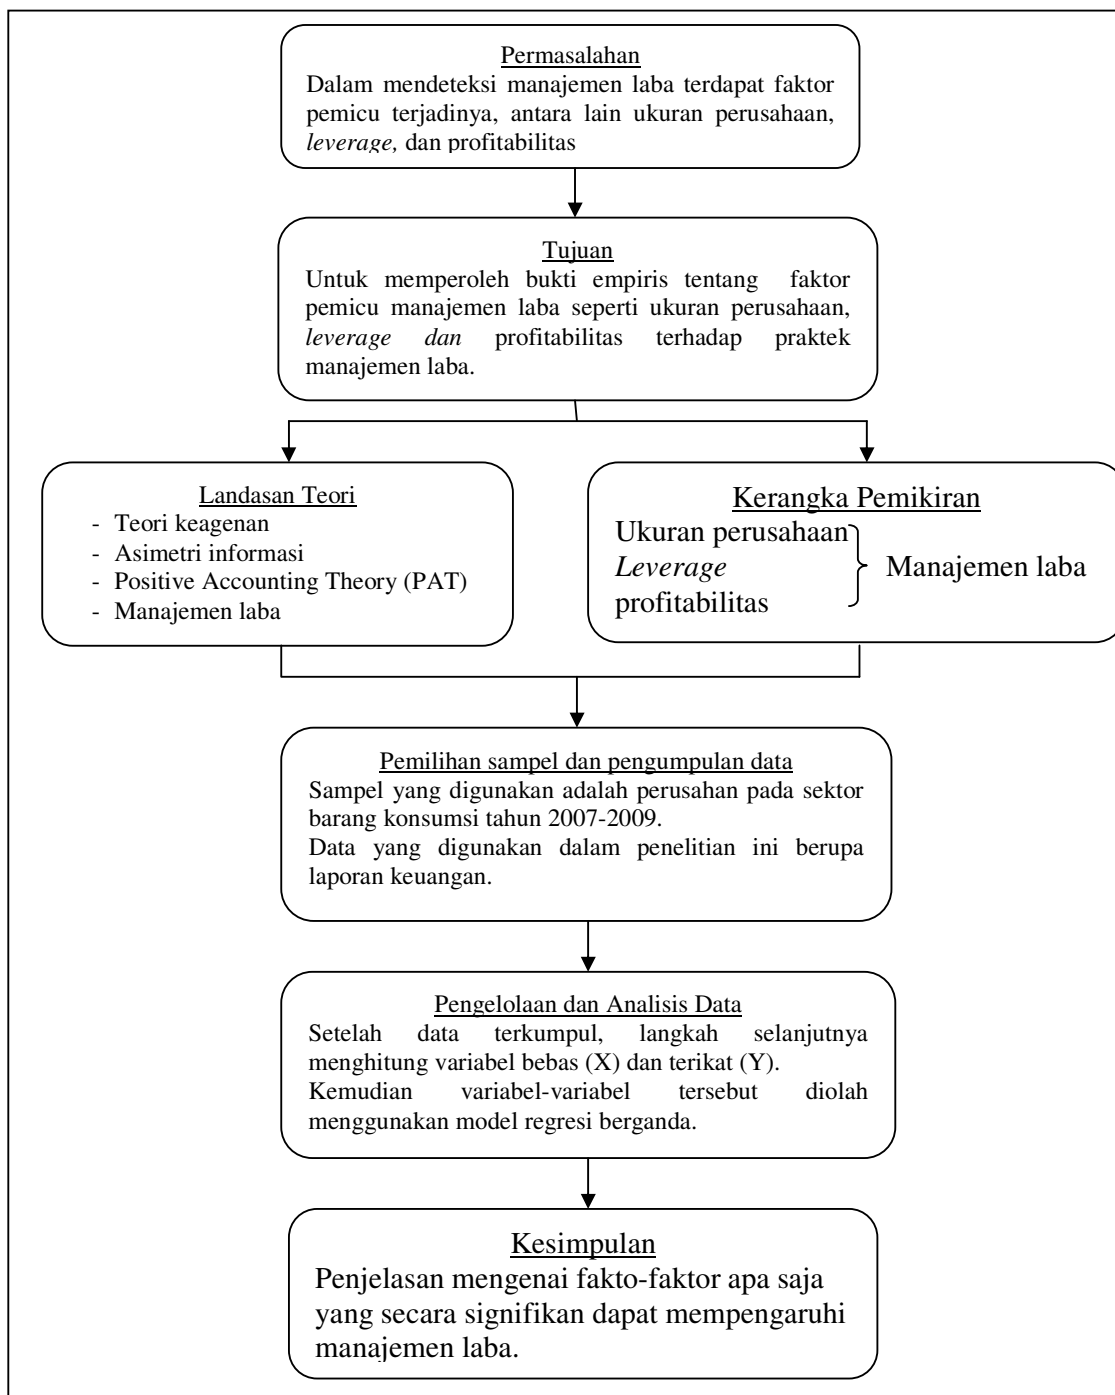 Permasalahan
Dalam mendeteksi manajemen laba terdapat faktor
pemicu terjadinya, antara lain ukuran perusahaan,
leverage, dan profitabilitas
Tujuan
Untuk memperoleh bukti empiris tentang faktor
pemicu manajemen laba seperti ukuran perusahaan,
leverage dan profitabilitas terhadap praktek
manajemen laba.
Landasan Teori
- Teori keagenan
- Asimetri informasi
- Positive Accounting Theory (PAT)
- Manajemen laba
Kerangka Pemikiran
Ukuran perusahaan
Leverage
profitabilitas
Manajemen laba
Pemilihan sampel dan pengumpulan data
Sampel yang digunakan adalah perusahan pada sektor
barang konsumsi tahun 2007-2009.
Data yang digunakan dalam penelitian ini berupa
laporan keuangan.
Pengelolaan dan Analisis Data
Setelah data terkumpul, langkah selanjutnya
menghitung variabel bebas (X) dan terikat (Y).
Kemudian variabel-variabel tersebut diolah
menggunakan model regresi berganda.
Kesimpulan
Penjelasan mengenai fakto-faktor apa saja
yang secara signifikan dapat mempengaruhi
manajemen laba.